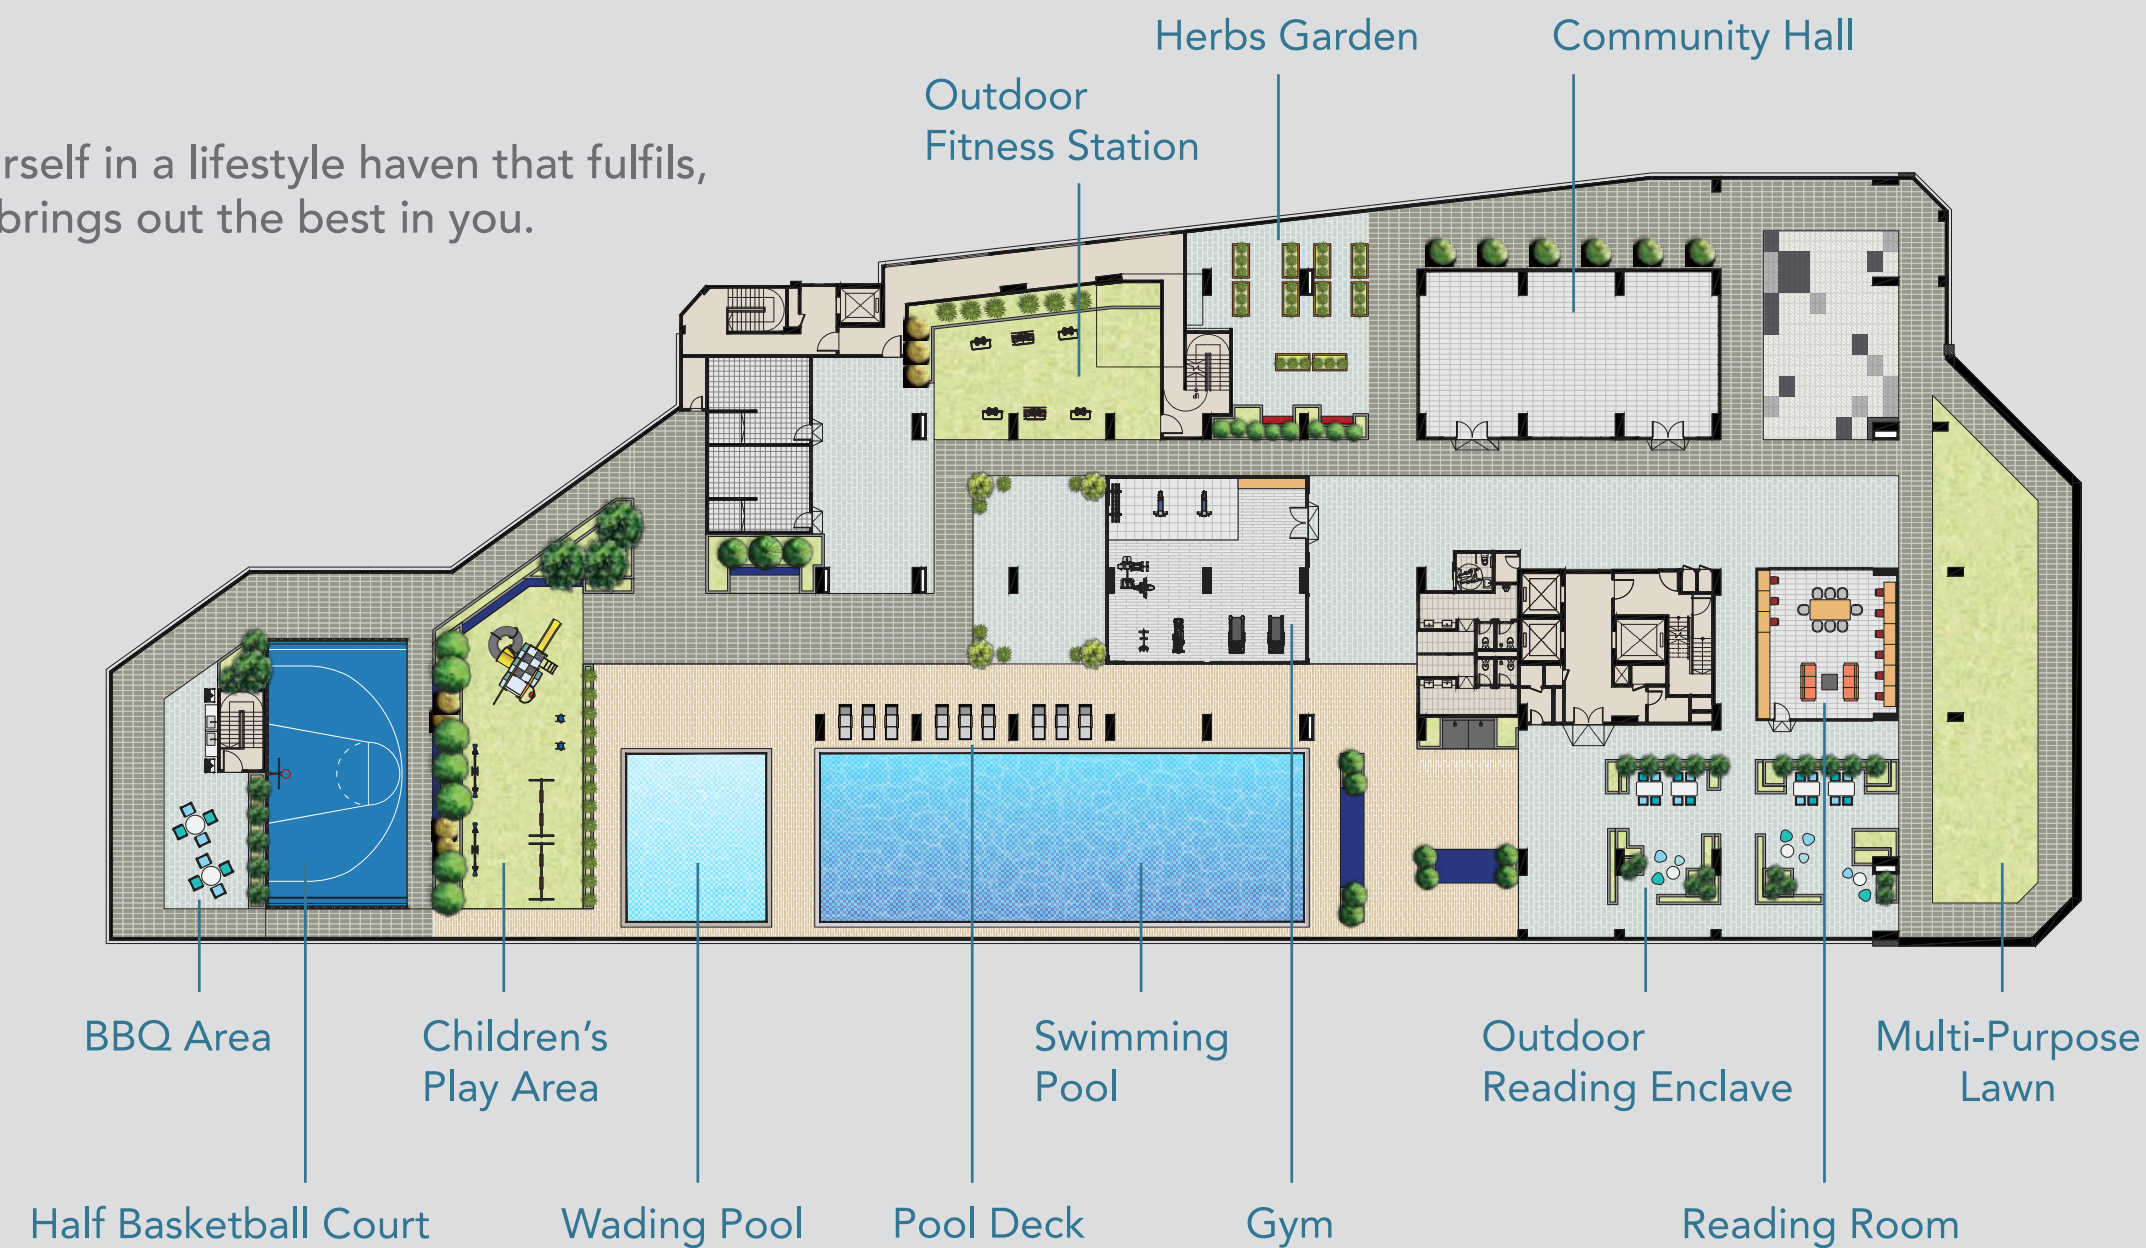 Herbs Garden
Community Hall
Outdoor
Fitness Station
rself in a lifestyle haven that fulfils,
brings out the best in you.
BBQ Area
Children's
Play Area
Swimming
Pool
Outdoor
Reading Enclave
Multi-Purpose
Lawn
Half Basketball Court
Wading Pool
Pool Deck
Gym
Reading Room